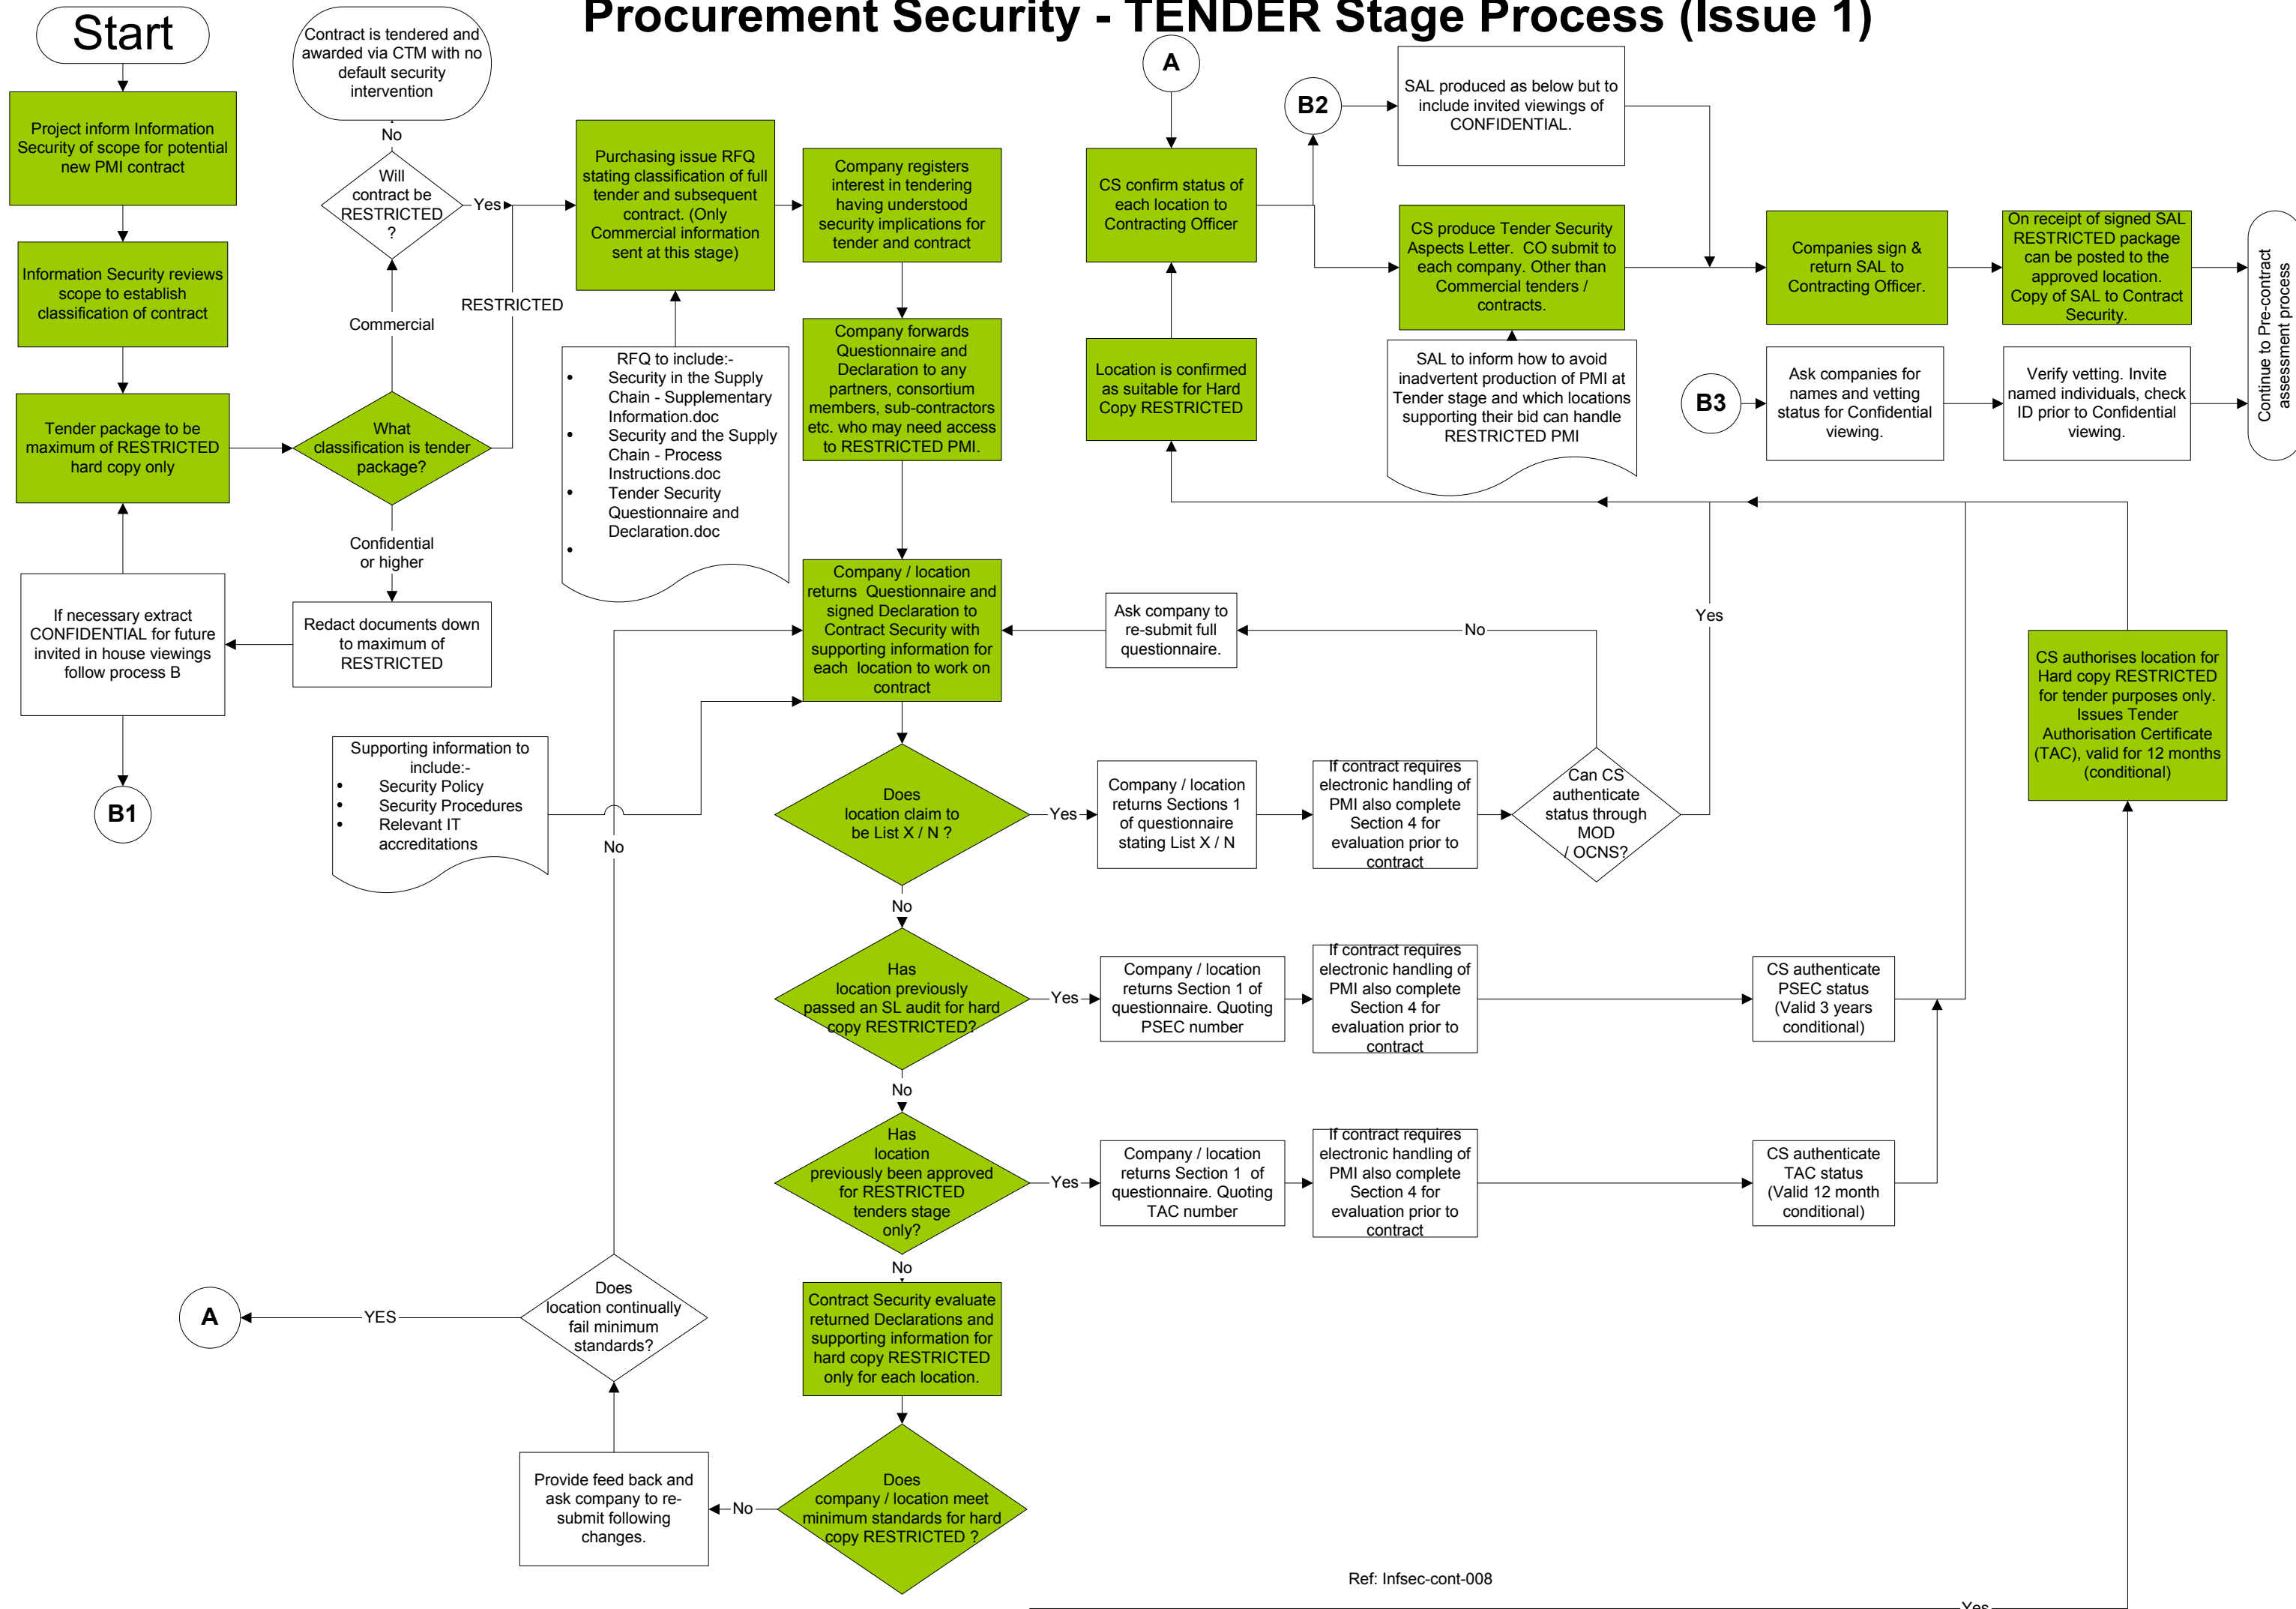 Procurement Security - TENDER Stage Process (Issue 1)
Start
Project inform Information
Security of scope for potential
new PMI contract
Information Security reviews
scope to establish
classification of contract
Tender package to be
maximum of RESTRICTED
hard copy only
If necessary extract
CONFIDENTIAL for future
invited in house viewings
follow process B
B1
Contract is tendered and
awarded via CTM with no
default security
intervention
No
Will
contract be
RESTRICTED
?
Yes
Commercial
RESTRICTED
What
classification is tender
package?
Confidential
or higher
Redact documents down
to maximum of
RESTRICTED
Purchasing issue RFQ
stating classification of full
tender and subsequent
contract. (Only
Commercial information
sent at this stage)
RFQ to include:-
• Security in the Supply
Chain - Supplementary
Information.doc
• Security and the Supply
Chain - Process
Instructions.doc
• Tender Security
Questionnaire and
Declaration.doc
•
Company registers
interest in tendering
having understood
security implications for
tender and contract
Company forwards
Questionnaire and
Declaration to any
partners, consortium
members, sub-contractors
etc. who may need access
to RESTRICTED PMI.
Company / location
returns Questionnaire and
signed Declaration to
Contract Security with
supporting information for
each location to work on
contract
Supporting information to
include:-
• Security Policy
• Security Procedures
• Relevant IT
accreditations
No
A
CS confirm status of
each location to
Contracting Officer
Location is confirmed
as suitable for Hard
Copy RESTRICTED
B2
SAL produced as below but to
include invited viewings of
CONFIDENTIAL.
CS produce Tender Security
Aspects Letter. CO submit to
each company. Other than
Commercial tenders /
contracts.
SAL to inform how to avoid
inadvertent production of PMI at
Tender stage and which locations
supporting their bid can handle
RESTRICTED PMI
Companies sign &
return SAL to
Contracting Officer.
On receipt of signed SAL
RESTRICTED package
can be posted to the
approved location.
Copy of SAL to Contract
Security.
B3
Ask companies for
names and vetting
status for Confidential
viewing.
Verify vetting. Invite
named individuals, check
ID prior to Confidential
viewing.
Continue to Pre-contract
assessment process
Ask company to
re-submit full
questionnaire.
No
Yes
CS authorises location for
Hard copy RESTRICTED
for tender purposes only.
Issues Tender
Authorisation Certificate
(TAC), valid for 12 months
(conditional)
Does
location claim to
be List X / N ?
Yes
Company / location
returns Sections 1
of questionnaire
stating List X / N
If contract requires
electronic handling of
PMI also complete
Section 4 for
evaluation prior to
contract
Can CS
authenticate
status through
MOD
/ OCNS?
No
Has
location previously
passed an SL audit for hard
copy RESTRICTED?
Yes
Company / location
returns Section 1 of
questionnaire. Quoting
PSEC number
If contract requires
electronic handling of
PMI also complete
Section 4 for
evaluation prior to
contract
CS authenticate
PSEC status
(Valid 3 years
conditional)
No
Has
location
previously been approved
for RESTRICTED
tenders stage
only?
Yes
Company / location
returns Section 1 of
questionnaire. Quoting
TAC number
If contract requires
electronic handling of
PMI also complete
Section 4 for
evaluation prior to
contract
CS authenticate
TAC status
(Valid 12 month
conditional)
No
Contract Security evaluate
returned Declarations and
supporting information for
hard copy RESTRICTED
only for each location.
Does
location continually
fail minimum
standards?
YES
A
Provide feed back and
ask company to re-
submit following
changes.
No
Does
company / location meet
minimum standards for hard
copy RESTRICTED ?
Ref: Infsec-cont-008
Yes